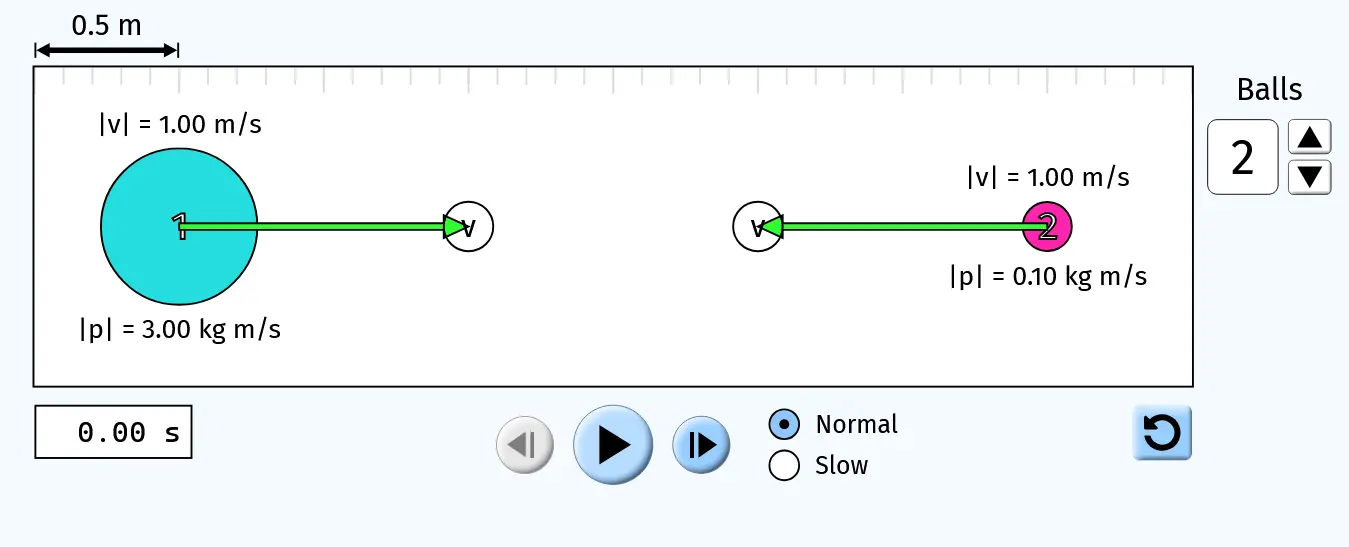 0.5 m
Balls
2
|v| = 1.00 m/s
1
v
|p| = 3.00 kg m/s
v
|v| = 1.00 m/s
2
|p| = 0.10 kg m/s
0.00 s
Normal
Slow